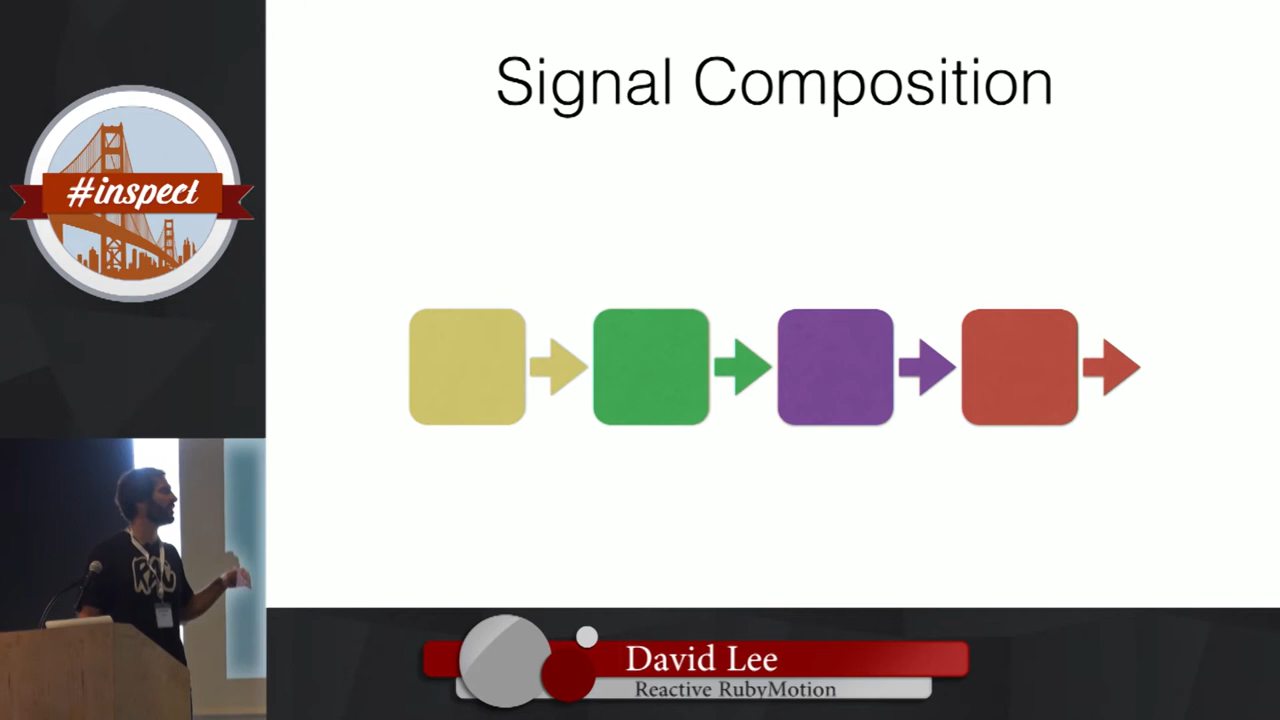 Signal Composition
#inspect
David Lee
Reactive RubyMotion